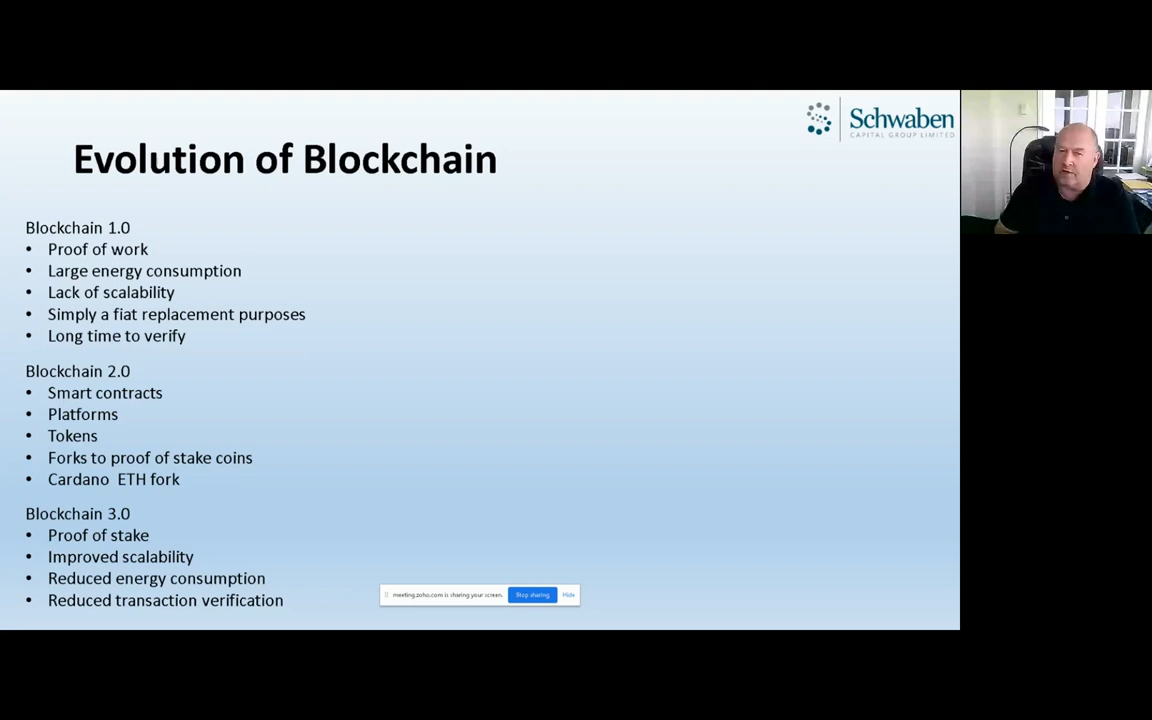 Schwaben
CAPITAL GROUP LIMITED
Evolution of Blockchain
Blockchain 1.0
• Proof of work
• Large energy consumption
• Lack of scalability
• Simply a fiat replacement purposes
• Long time to verify
Blockchain 2.0
• Smart contracts
• Platforms
• Tokens
• Forks to proof of stake coins
• Cardano  ETH fork
Blockchain 3.0
• Proof of stake
• Improved scalability
• Reduced energy consumption
• Reduced transaction verification
meeting.zoho.com is sharing your screen. Stop sharing Hide